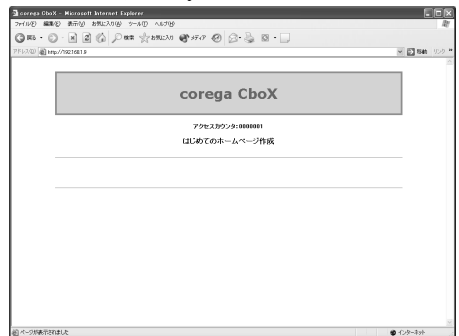 corega CboX - Microsoft Internet Explorer
ファイル(F) 編集(E) 表示(V) お気に入り(A) ツール(T) ヘルプ(H)
戻る 検索 お気に入り メディア
アドレス(D) http://192.168.1.9 移動 リンク
corega CboX
アクセスカウンタ:0000001
はじめてのホームページ作成
ページが表示されました インターネット